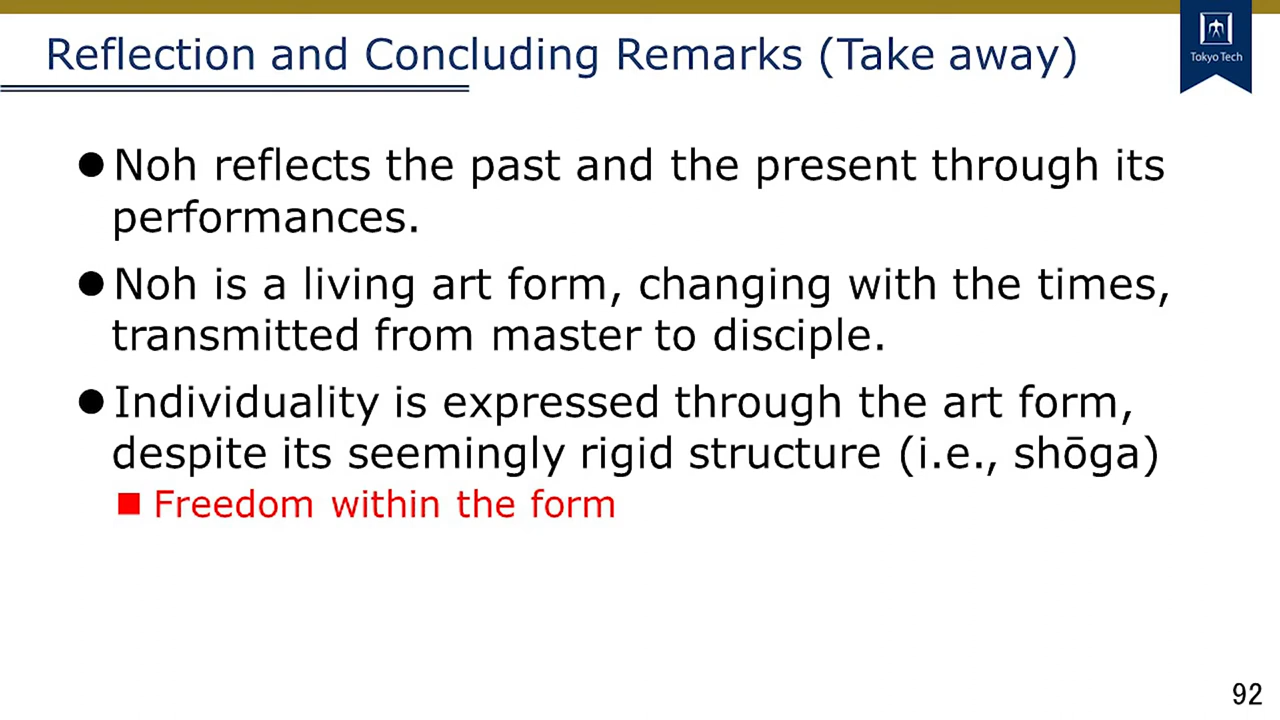 Reflection and Concluding Remarks (Take away)
Tokyo Tech
●Noh reflects the past and the present through its
performances.
●Noh is a living art form, changing with the times,
transmitted from master to disciple.
●Individuality is expressed through the art form,
despite its seemingly rigid structure (i.e., shōga)
■ Freedom within the form
92